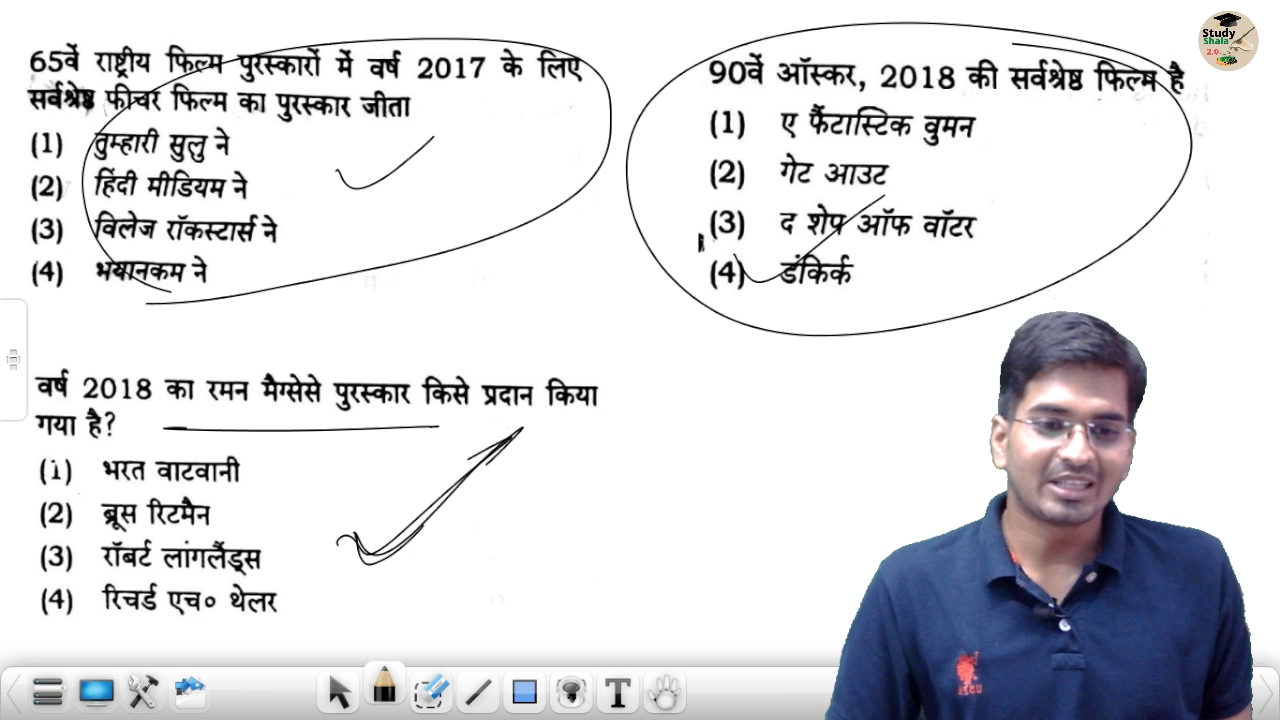 65वें राष्ट्रीय फिल्म पुरस्कारों में वर्ष 2017 के लिए
सर्वश्रेष्ठ फीचर फिल्म का पुरस्कार जीता
(1) तुम्हारी सुलु ने
(2) हिंदी मीडियम ने
(3) विलेज रॉकस्टार्स ने
(4) भयानकम ने
90वें ऑस्कर, 2018 की सर्वश्रेष्ठ फिल्म है
(1) ए फैंटास्टिक वुमन
(2) गेट आउट
(3) द शेप ऑफ वॉटर
(4) डंकिर्क
वर्ष 2018 का रमन मैग्सेसे पुरस्कार किसे प्रदान किया
गया है?
(1) भरत वाटवानी
(2) ब्रूस रिटमैन
(3) रॉबर्ट लांगलैंड्स
(4) रिचर्ड एच० थेलर
Study
Shala
2.0
T